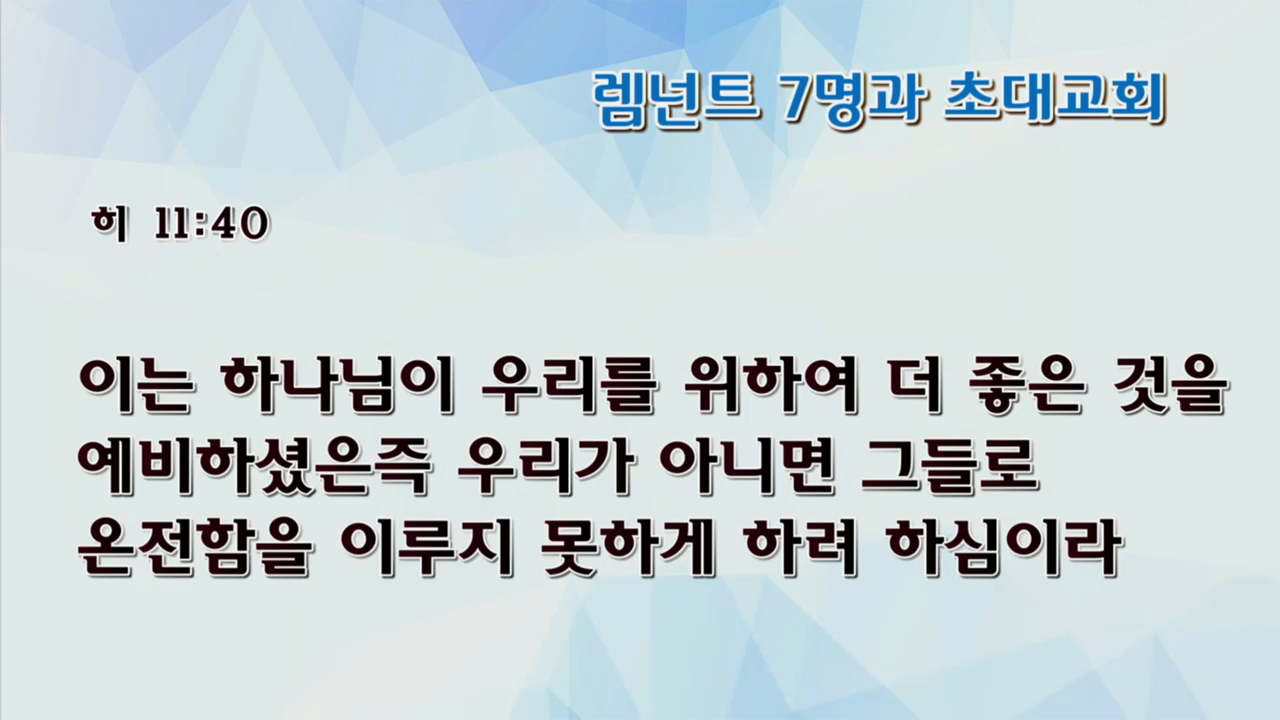 렘넌트 7명과 초대교회
히 11:40
이는 하나님이 우리를 위하여 더 좋은 것을
예비하셨은즉 우리가 아니면 그들로
온전함을 이루지 못하게 하려 하심이라